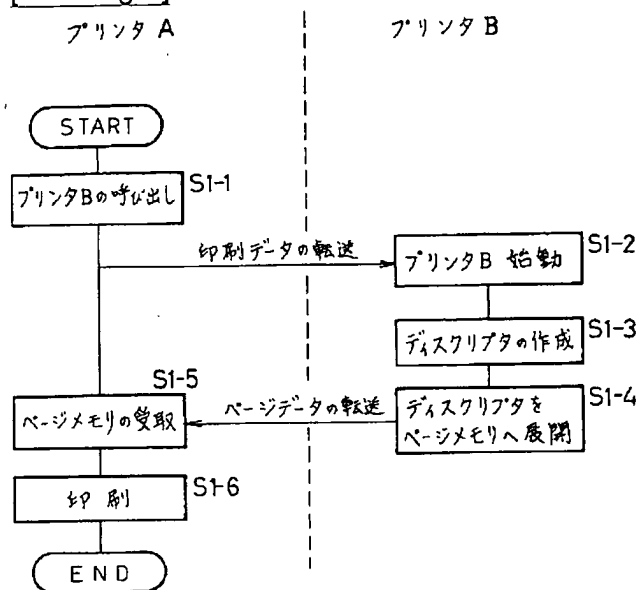 プリンタA
プリンタB
START
プリンタBの呼び出し
S1-1
印刷データの転送
プリンタB 始動
S1-2
ディスクリプタの作成
S1-3
S1-5
ページメモリの受取
ページデータの転送
ディスクリプタを
ページメモリへ展開
S1-4
印刷
S1-6
END